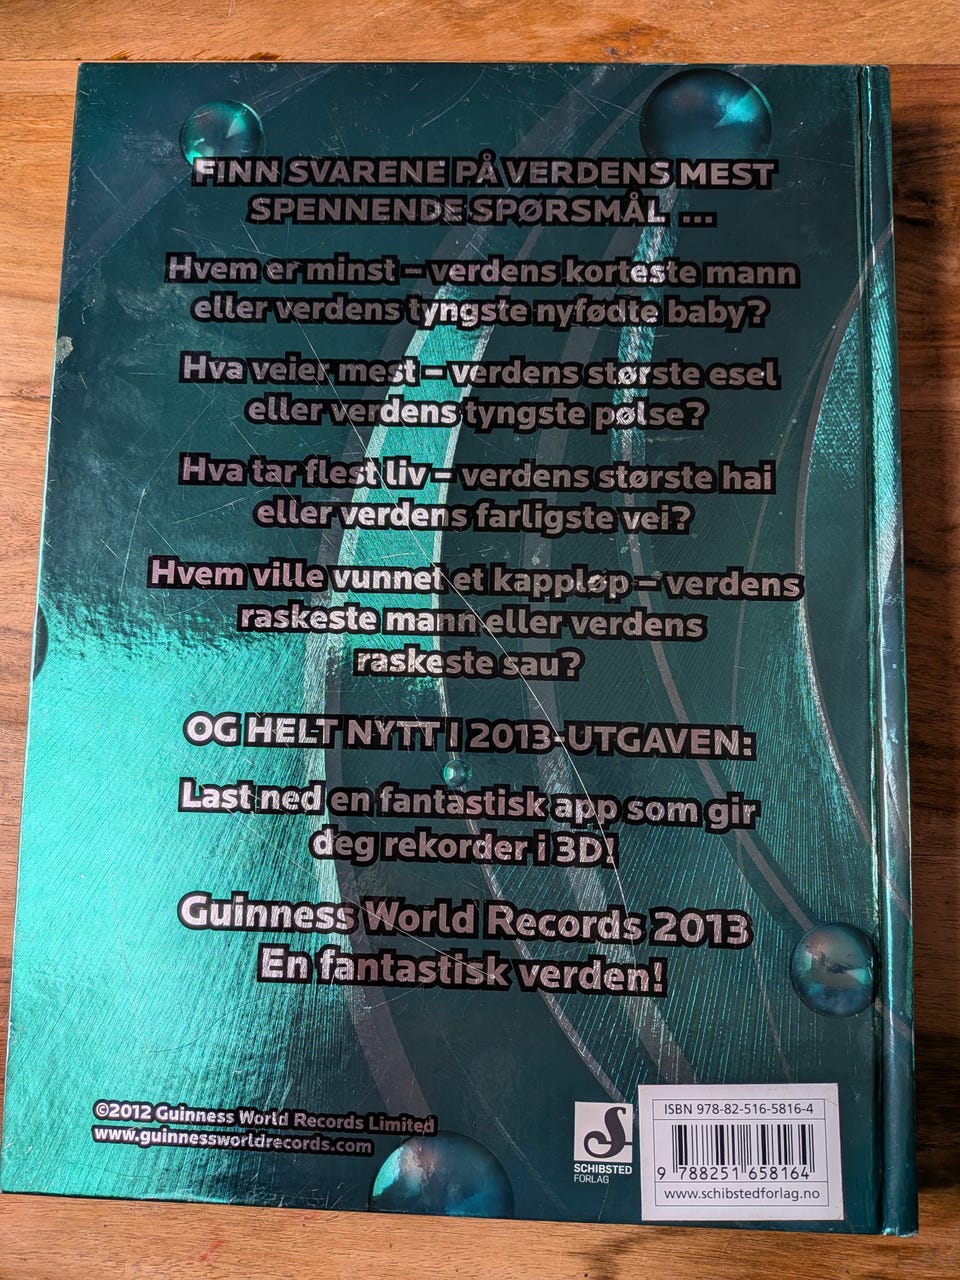 FINN SVARENE PÅ VERDENS MEST
SPENNENDE SPØRSMÅL ...
Hvem er minst – verdens korteste mann
eller verdens tyngste nyfødte baby?
Hva veier mest – verdens største esel
eller verdens tyngste pølse?
Hva tar flest liv – verdens største hai
eller verdens farligste vei?
Hvem ville vunnet et kappløp – verdens
raskeste mann eller verdens
raskeste sau?
OG HELT NYTT I 2013-UTGAVEN:
Last ned en fantastisk app som gir
deg rekorder i 3D!
Guinness World Records 2013
En fantastisk verden!
©2012 Guinness World Records Limited
www.guinnessworldrecords.com
SCHIBSTED
FORLAG
ISBN 978-82-516-5816-4
9 788251 658164
www.schibstedforlag.no